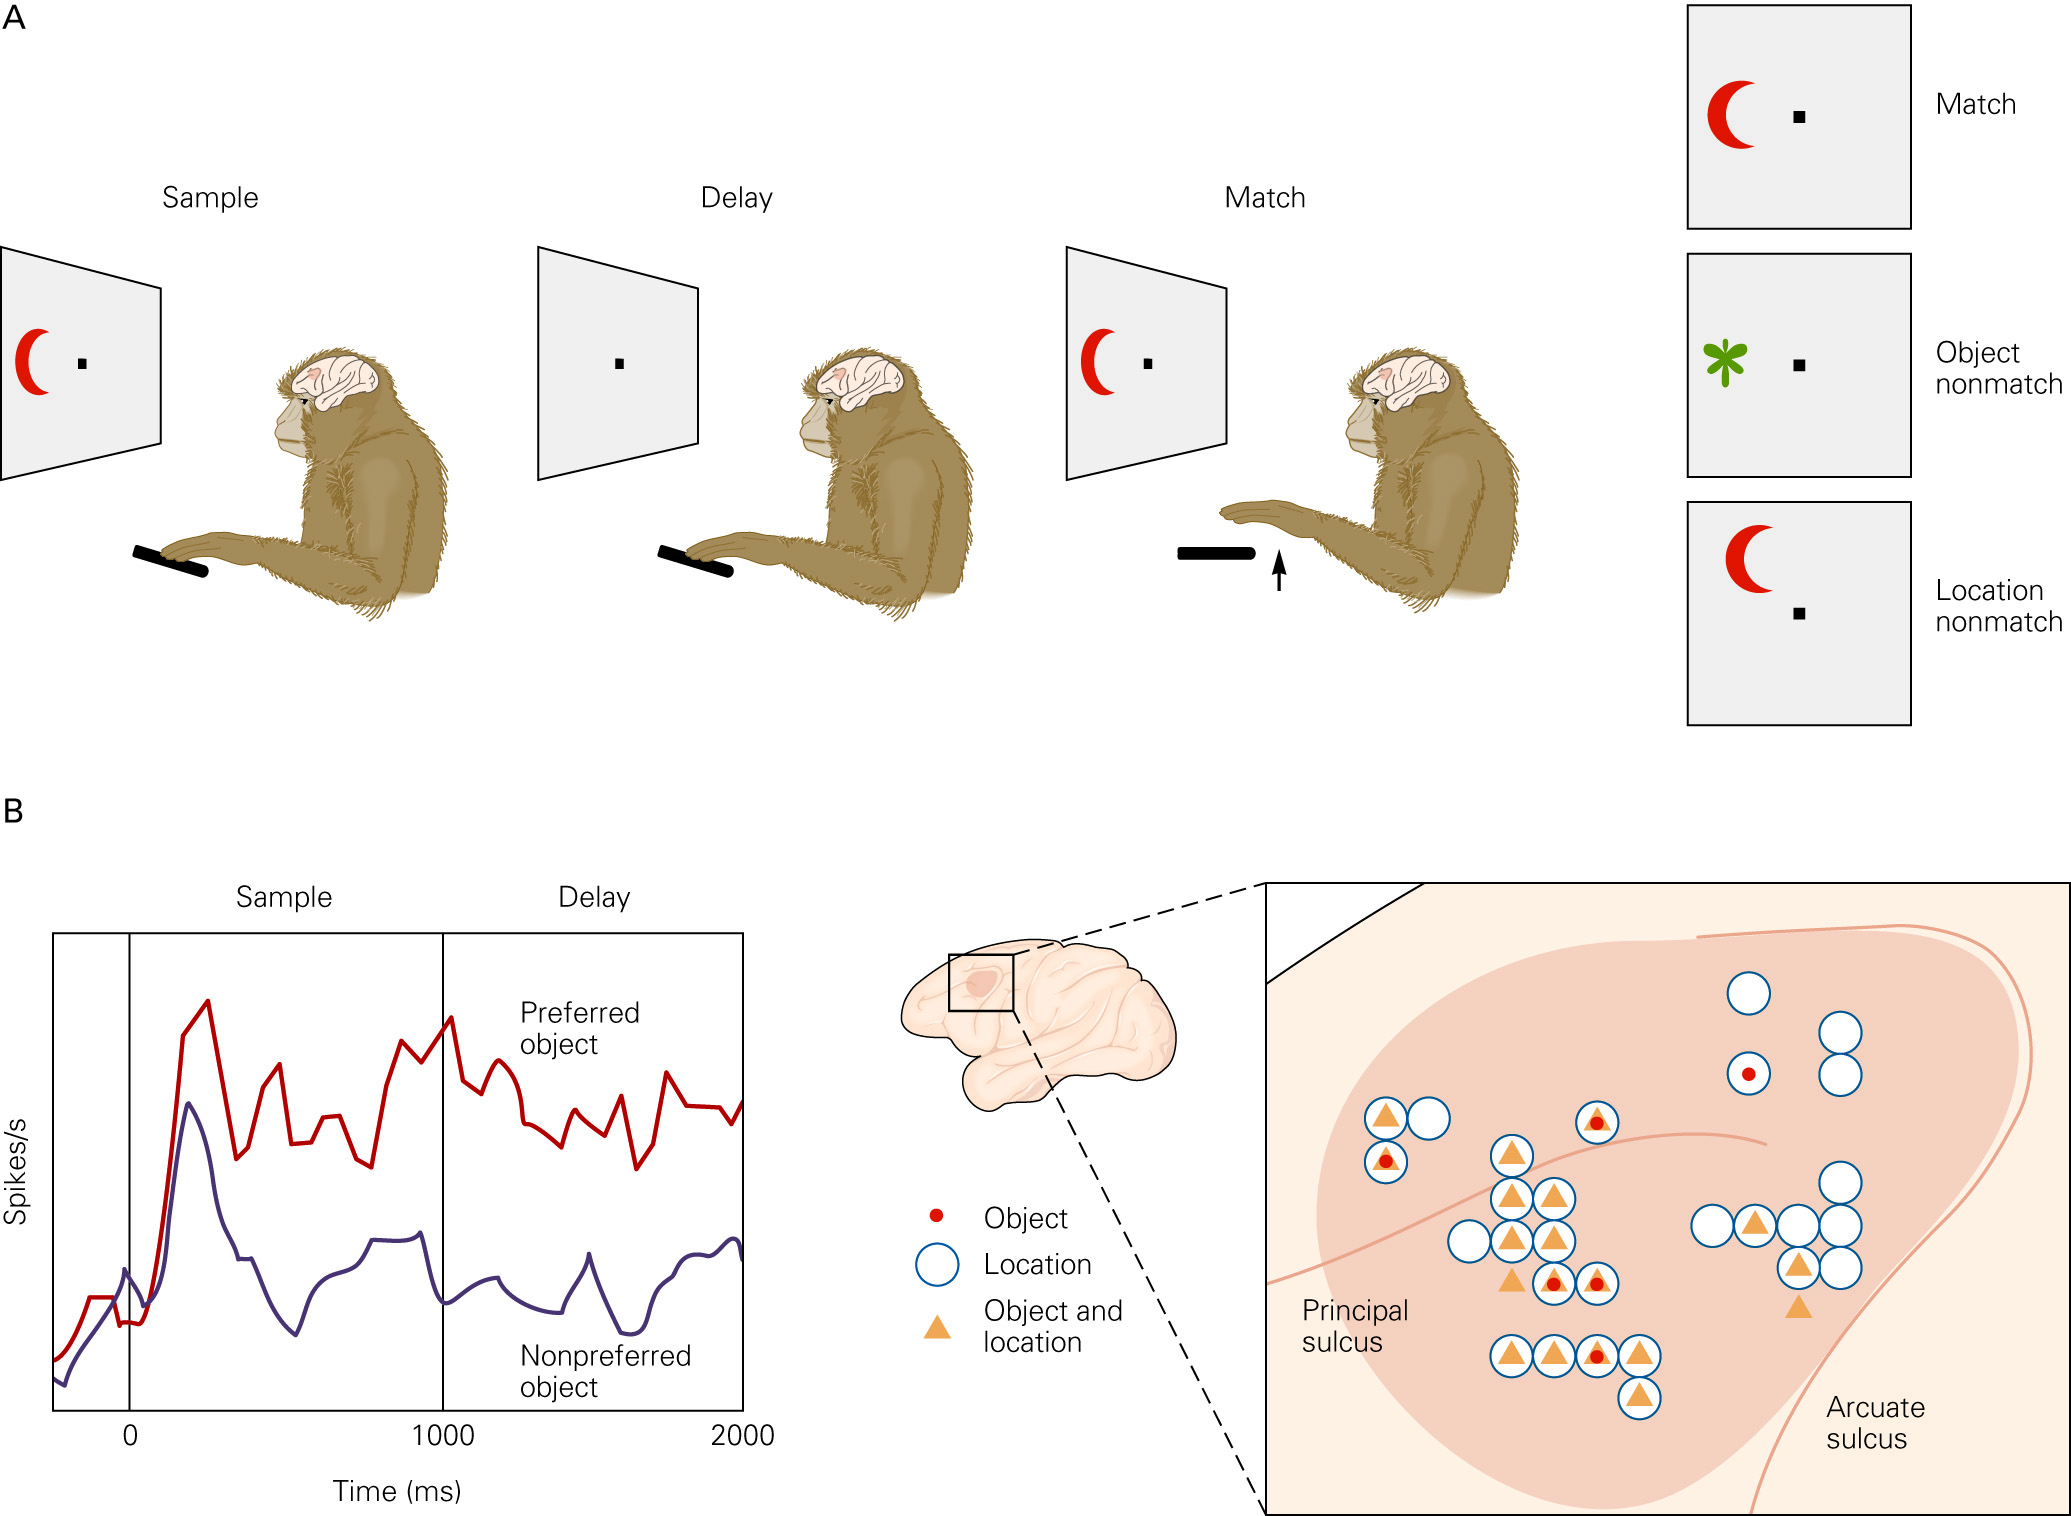 A
Sample
Delay
Match
Match
Object
nonmatch
Location
nonmatch
B
Sample
Delay
Preferred
object
Nonpreferred
object
Spikes/s
0
1000
2000
Time (ms)
Object
Location
Object and
location
Principal
sulcus
Arcuate
sulcus